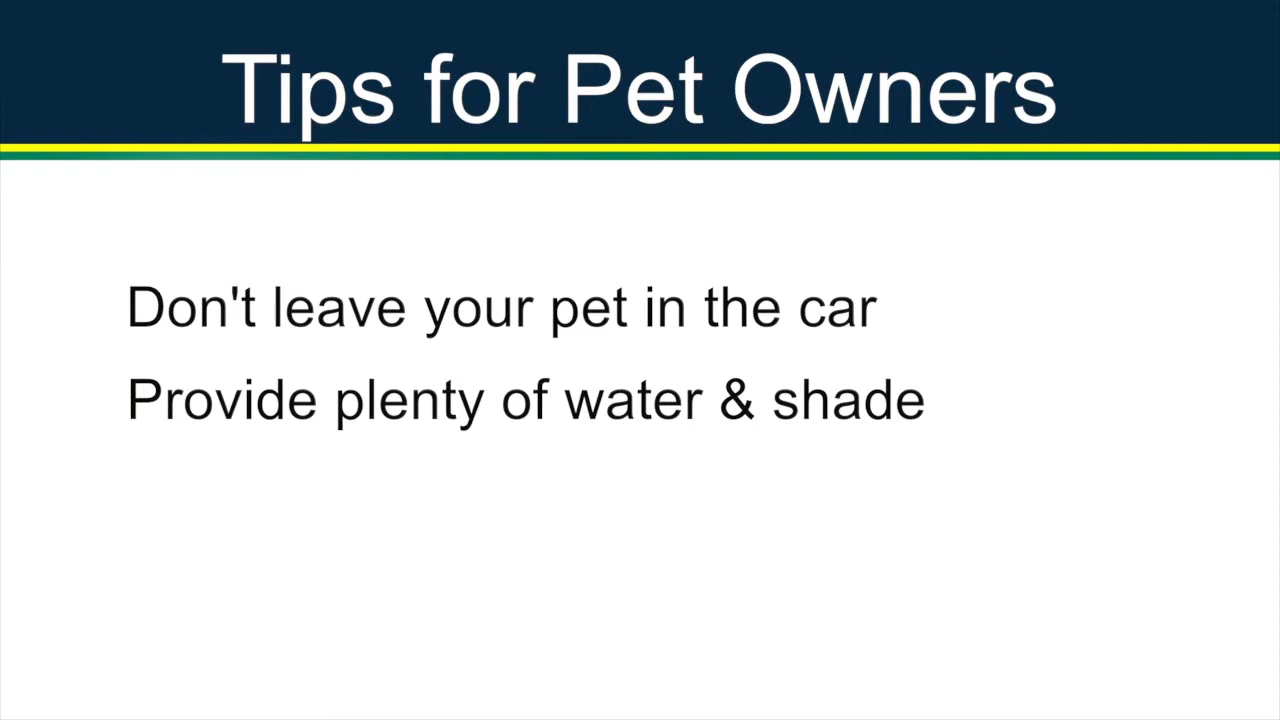 Tips for Pet Owners
Don't leave your pet in the car
Provide plenty of water & shade